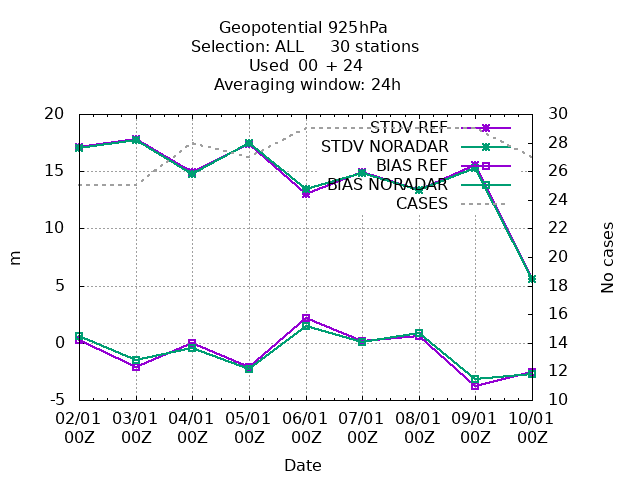 Geopotential 925hPa
Selection: ALL 30 stations
Used 00 + 24
Averaging window: 24h
20 30
STDV REF
28
STDV NORADAR
BIAS REF
15 26
BIAS NORADAR
24
CASES
10 22
20
5 18
16
0 14
12
-5 10
m
No cases
02/01 03/01 04/01 05/01 06/01 07/01 08/01 09/01 10/01
00Z 00Z 00Z 00Z 00Z 00Z 00Z 00Z 00Z
Date